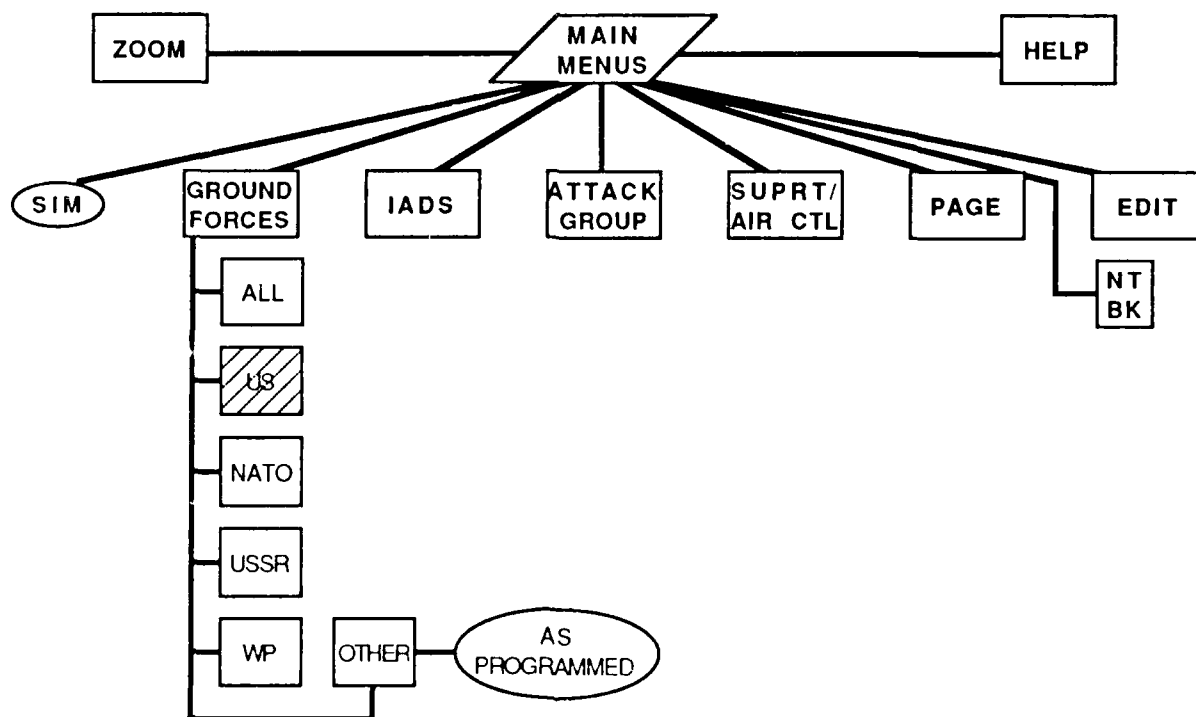 ZOOM
MAIN
MENUS
HELP
SIM
GROUND
FORCES
IADS
ATTACK
GROUP
SUPRT/
AIR CTL
PAGE
EDIT
NT
BK
ALL
US
NATO
USSR
WP
OTHER
AS
PROGRAMMED